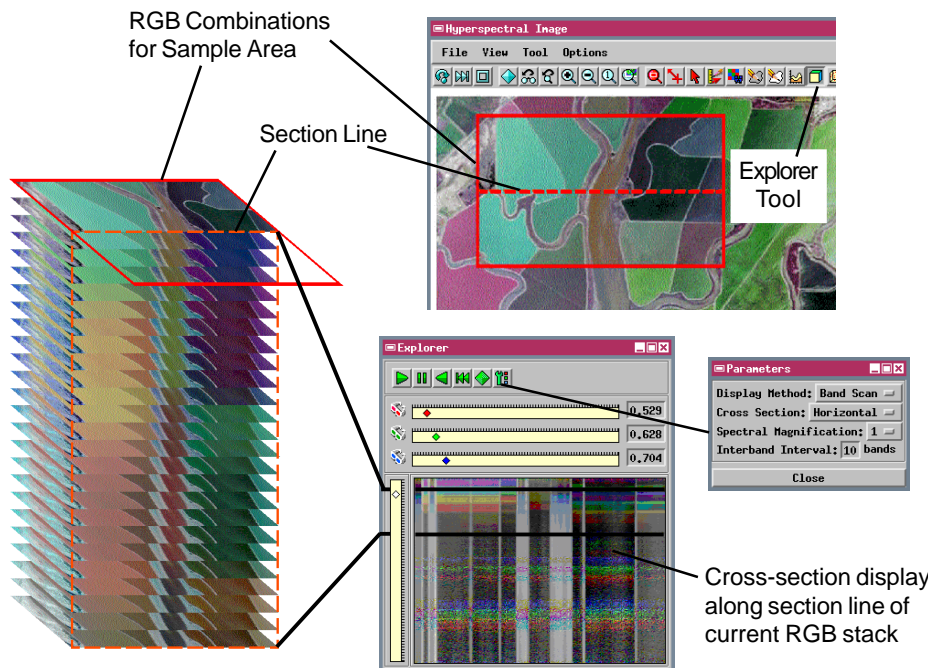 RGB Combinations
for Sample Area
Section Line
Hyperspectral Image
File View Tool Options
Explorer
Tool
Explorer
0.529
0.628
0.704
Parameters
Display Method: Band Scan
Cross Section: Horizontal
Spectral Magnification: 1
Interband Interval: 10 bands
Close
Cross-section display
along section line of
current RGB stack